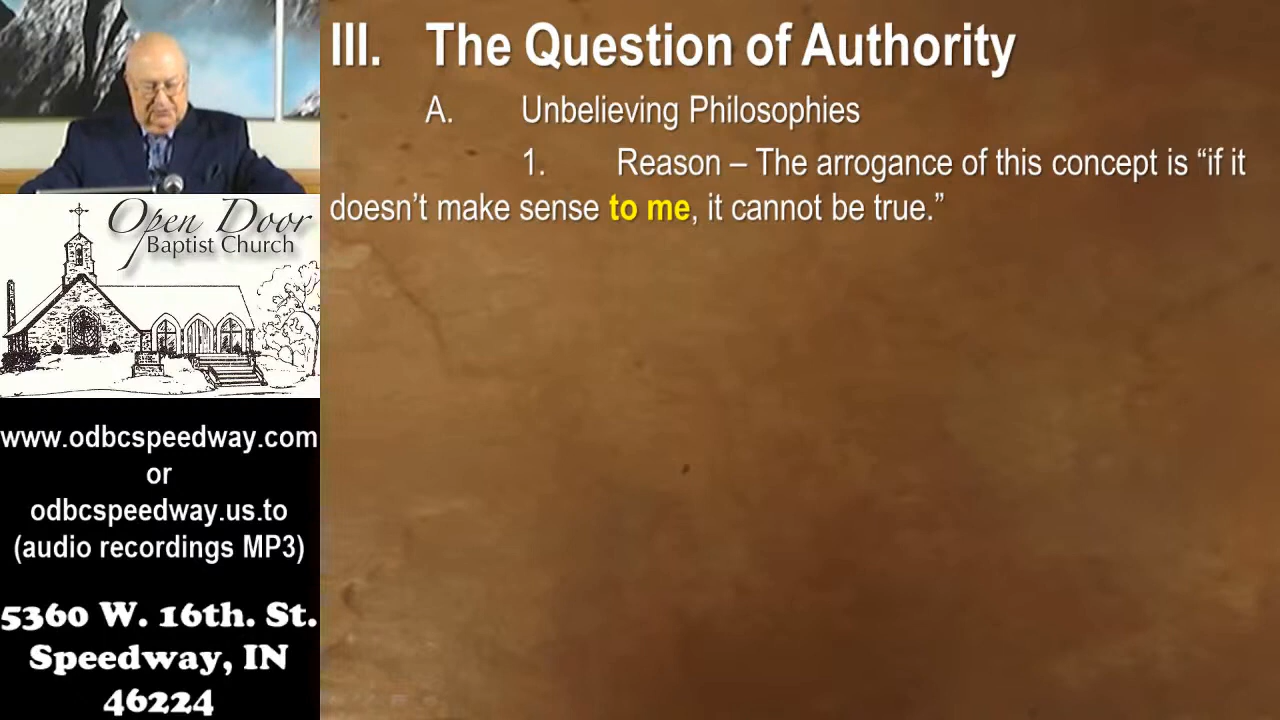 III. The Question of Authority
A. Unbelieving Philosophies
1. Reason – The arrogance of this concept is “if it
doesn’t make sense to me, it cannot be true.”
Open Door
Baptist Church
www.odbcspeedway.com
or
odbcspeedway.us.to
(audio recordings MP3)
5360 W. 16th. St.
Speedway, IN
46224